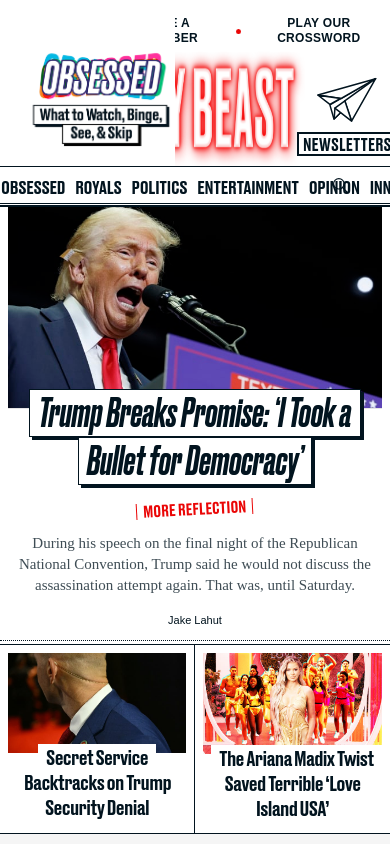 E A
BER
PLAY OUR
CROSSWORD
OBSESSED
What to Watch, Binge,
See, & Skip
Y BEAST
NEWSLETTERS
OBSESSED ROYALS POLITICS ENTERTAINMENT OPINION INN
Trump Breaks Promise: ‘I Took a
Bullet for Democracy’
MORE REFLECTION
During his speech on the final night of the Republican
National Convention, Trump said he would not discuss the
assassination attempt again. That was, until Saturday.
Jake Lahut
Secret Service
Backtracks on Trump
Security Denial
The Ariana Madix Twist
Saved Terrible ‘Love
Island USA’